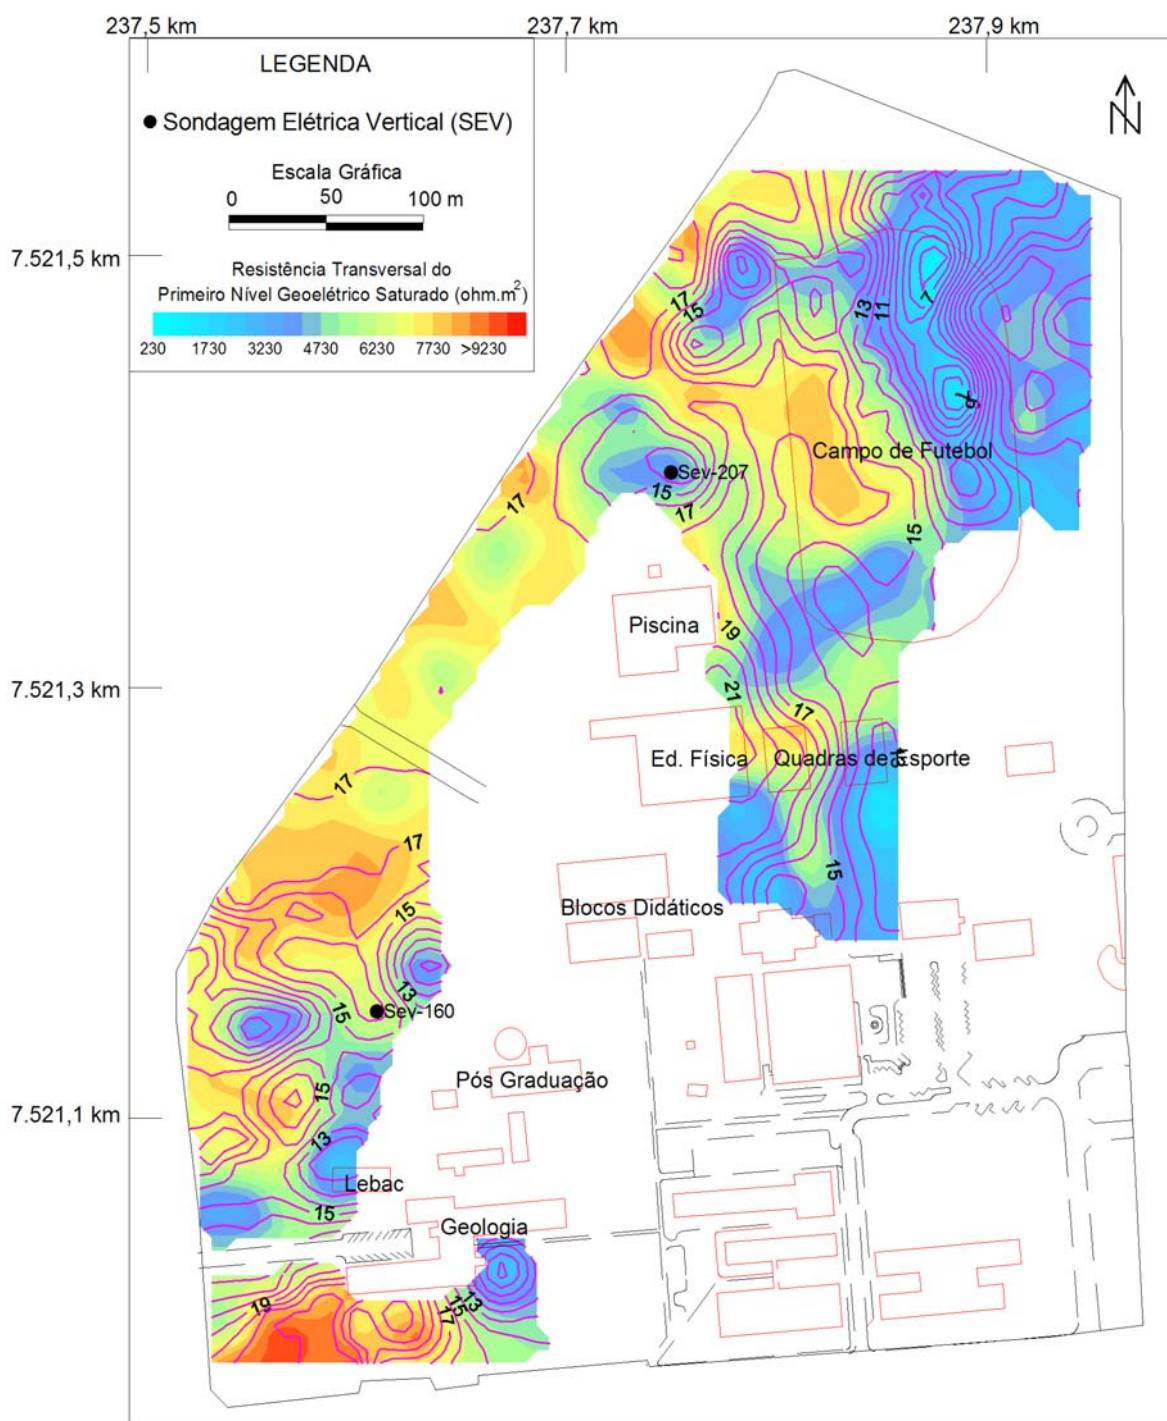 237,5 km
237,7 km
237,9 km
LEGENDA
Sondagem Elétrica Vertical (SEV)
Escala Gráfica
0 50 100 m
Resistência Transversal do
Primeiro Nível Geoelétrico Saturado (ohm.m²)
230 1730 3230 4730 6230 7730 >9230
N
7.521,5 km
17
15
13
11
7
Campo de Futebol
Sev-207
15
17
17
15
Piscina
19
7.521,3 km
21
17
Ed. Física
Quadras de Esporte
17
17
15
15
Blocos Didáticos
13
15
Sev-160
Pós Graduação
15
7.521,1 km
13
Lebac
15
Geologia
19
17
15
13